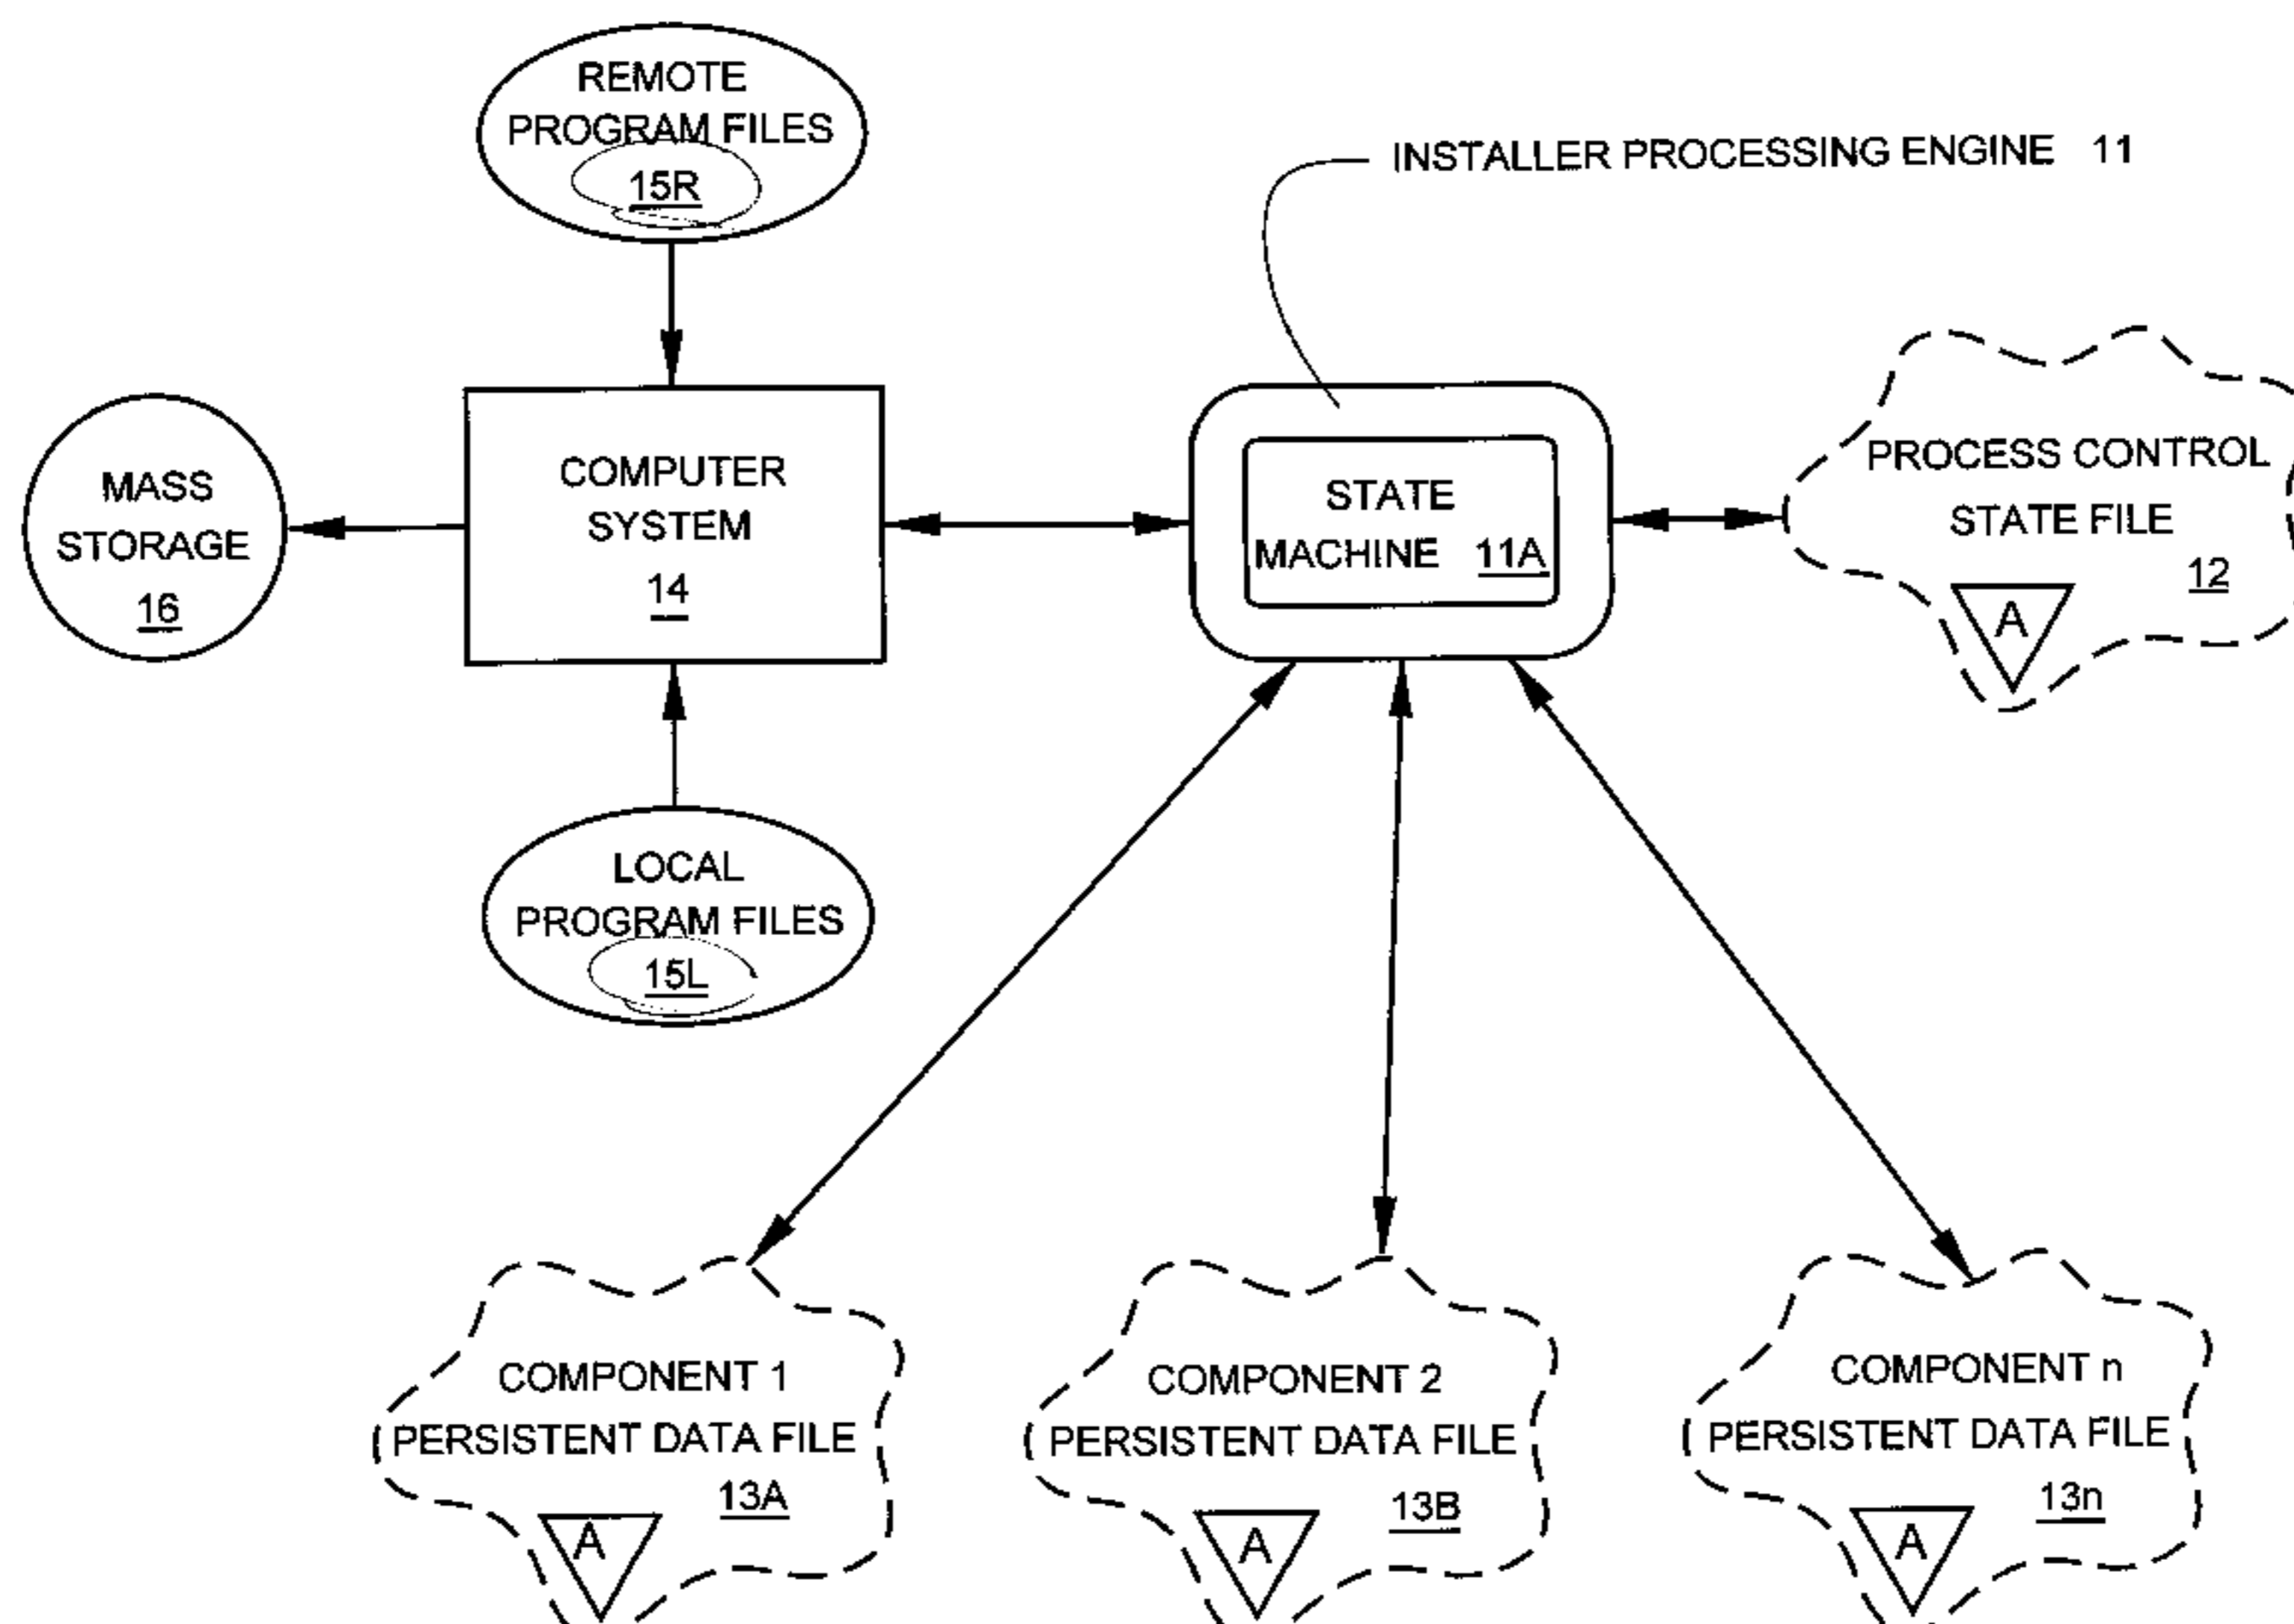 REMOTE
PROGRAM FILES
15R
INSTALLER PROCESSING ENGINE 11
MASS
STORAGE
16
COMPUTER
SYSTEM
14
STATE
MACHINE 11A
PROCESS CONTROL
STATE FILE
12
A
LOCAL
PROGRAM FILES
15L
COMPONENT 1
PERSISTENT DATA FILE
13A
A
COMPONENT 2
PERSISTENT DATA FILE
13B
A
COMPONENT n
PERSISTENT DATA FILE
13n
A